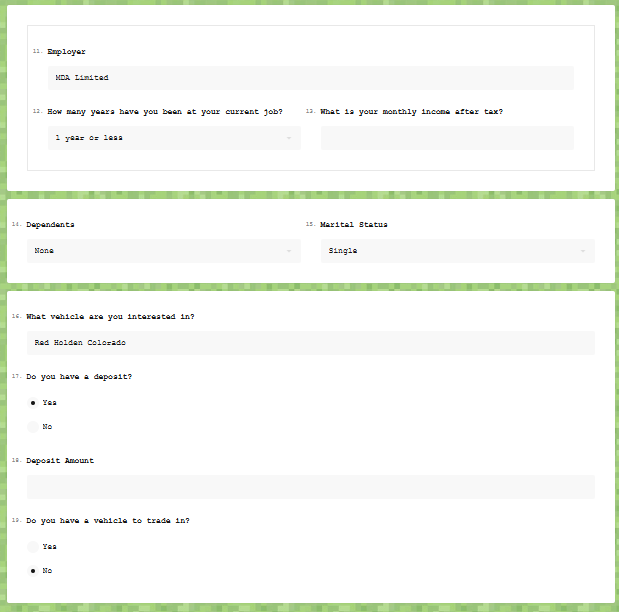 11. Employer
MDA Limited
12. How many years have you been at your current job? 13. What is your monthly income after tax?
1 year or less
14. Dependents 15. Marital Status
None Single
16. What vehicle are you interested in?
Red Holden Colorado
17. Do you have a deposit?
Yes
No
18. Deposit Amount
19. Do you have a vehicle to trade in?
Yes
No